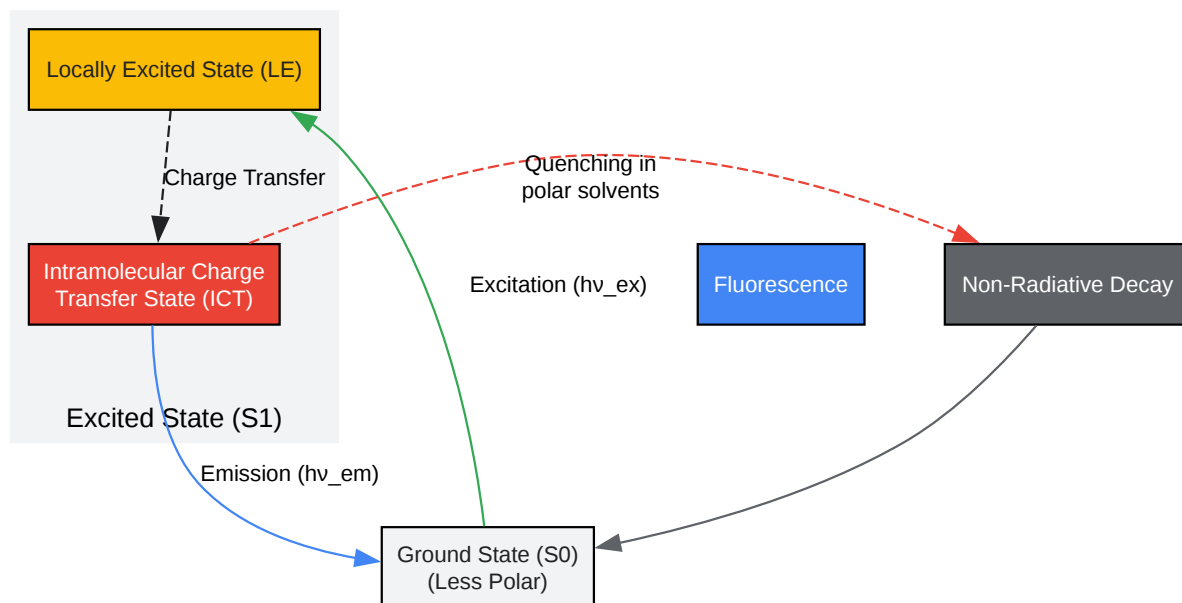 Locally Excited State (LE)
Charge Transfer
Quenching in
polar solvents
Intramolecular Charge
Transfer State (ICT)
Excitation (hν_ex)
Fluorescence
Non-Radiative Decay
Excited State (S1)
Emission (hν_em)
Ground State (S0)
(Less Polar)